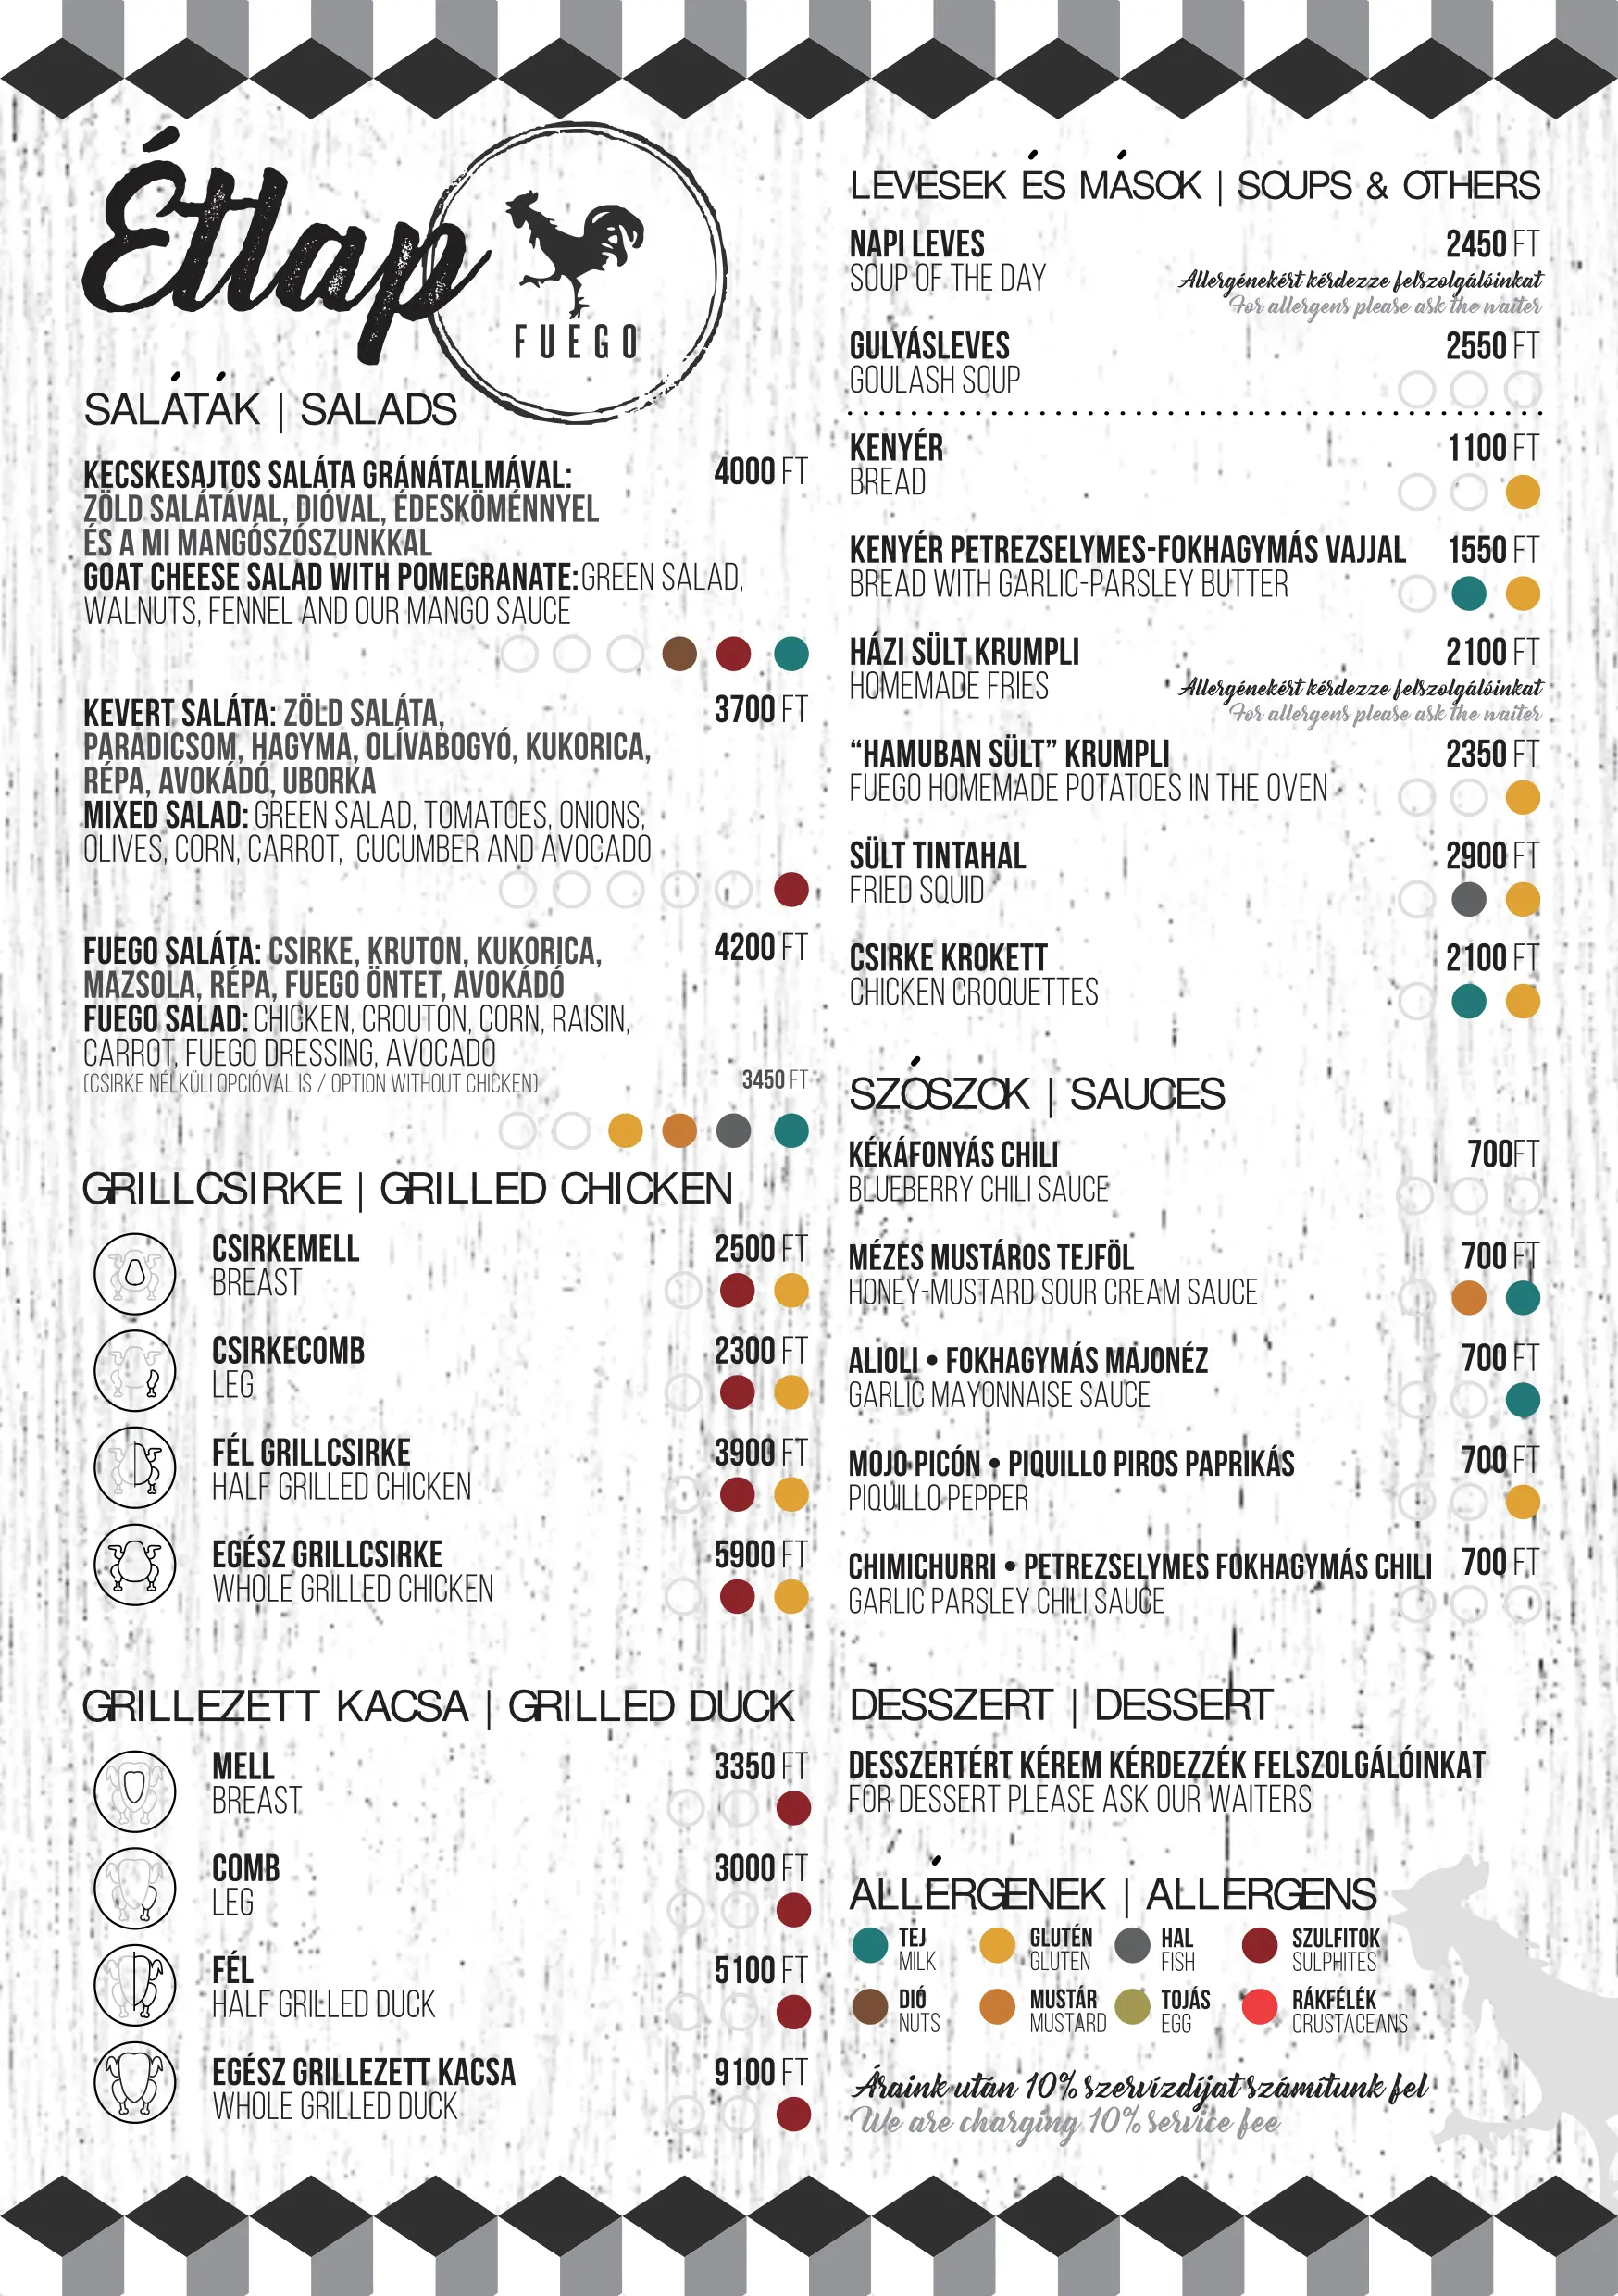 Étlap
FUEGO
SALÁTÁK | SALADS
KECSKESAJTOS SALÁTA GRÁNÁTALMÁVAL: 4000 FT
ZÖLD SALÁTÁVAL, DIÓVAL, ÉDESKÖMÉNNYEL
ÉS A MI MANGÓSZÓSZUNKKAL
GOAT CHEESE SALAD WITH POMEGRANATE: GREEN SALAD,
WALNUTS, FENNEL AND OUR MANGO SAUCE
KEVERT SALÁTA: ZÖLD SALÁTA, 3700 FT
PARADICSOM, HAGYMA, OLÍVABOGYÓ, KUKORICA,
RÉPA, AVOKÁDÓ, UBORKA
MIXED SALAD: GREEN SALAD, TOMATOES, ONIONS,
OLIVES, CORN, CARROT, CUCUMBER AND AVOCADO
FUEGO SALÁTA: CSIRKE, KRUTON, KUKORICA, 4200 FT
MAZSOLA, RÉPA, FUEGO ÖNTET, AVOKÁDÓ
FUEGO SALAD: CHICKEN, CROUTON, CORN, RAISIN,
CARROT, FUEGO DRESSING, AVOCADO
(CSIRKE NÉLKÜLI OPCIÓVAL IS / OPTION WITHOUT CHICKEN) 3450 FT
GRILLCSIRKE | GRILLED CHICKEN
CSIRKEMELL 2500 FT
BREAST
CSIRKECOMB 2300 FT
LEG
FÉL GRILLCSIRKE 3900 FT
HALF GRILLED CHICKEN
EGÉSZ GRILLCSIRKE 5900 FT
WHOLE GRILLED CHICKEN
GRILLEZETT KACSA | GRILLED DUCK
MELL 3350 FT
BREAST
COMB 3000 FT
LEG
FÉL 5100 FT
HALF GRILLED DUCK
EGÉSZ GRILLEZETT KACSA 9100 FT
WHOLE GRILLED DUCK
LEVESEK ÉS MÁSOK | SOUPS & OTHERS
NAPI LEVES 2450 FT
SOUP OF THE DAY Allergénekért kérdezze felszolgálóinkat
For allergens please ask the waiter
GULYÁSLEVES 2550 FT
GOULASH SOUP
KENYÉR 1100 FT
BREAD
KENYÉR PETREZSELYMES-FOKHAGYMÁS VAJJAL 1550 FT
BREAD WITH GARLIC-PARSLEY BUTTER
HÁZI SÜLT KRUMPLI 2100 FT
HOMEMADE FRIES Allergénekért kérdezze felszolgálóinkat
For allergens please ask the waiter
“HAMUBAN SÜLT” KRUMPLI 2350 FT
FUEGO HOMEMADE POTATOES IN THE OVEN
SÜLT TINTAHAL 2900 FT
FRIED SQUID
CSIRKE KROKETT 2100 FT
CHICKEN CROQUETTES
SZÓSZOK | SAUCES
KÉKÁFONYÁS CHILI 700FT
BLUEBERRY CHILI SAUCE
MÉZES MUSTÁROS TEJFÖL 700 FT
HONEY-MUSTARD SOUR CREAM SAUCE
ALIOLI • FOKHAGYMÁS MAJONÉZ 700 FT
GARLIC MAYONNAISE SAUCE
MOJO PICÓN • PIQUILLO PIROS PAPRIKÁS 700 FT
PIQUILLO PEPPER
CHIMICHURRI • PETREZSELYMES FOKHAGYMÁS CHILI 700 FT
GARLIC PARSLEY CHILI SAUCE
DESSZERT | DESSERT
DESSZERTÉRT KÉREM KÉRDEZZÉK FELSZOLGÁLÓINKAT
FOR DESSERT PLEASE ASK OUR WAITERS
ALLÉRGENEK | ALLERGENS
TEJ GLUTÉN HAL SZULFITOK
MILK GLUTEN FISH SULPHITES
DIÓ MUSTÁR TOJÁS RÁKFÉLÉK
NUTS MUSTARD EGG CRUSTACEANS
Áraink után 10% szervízdíjat számítunk fel
We are charging 10% service fee